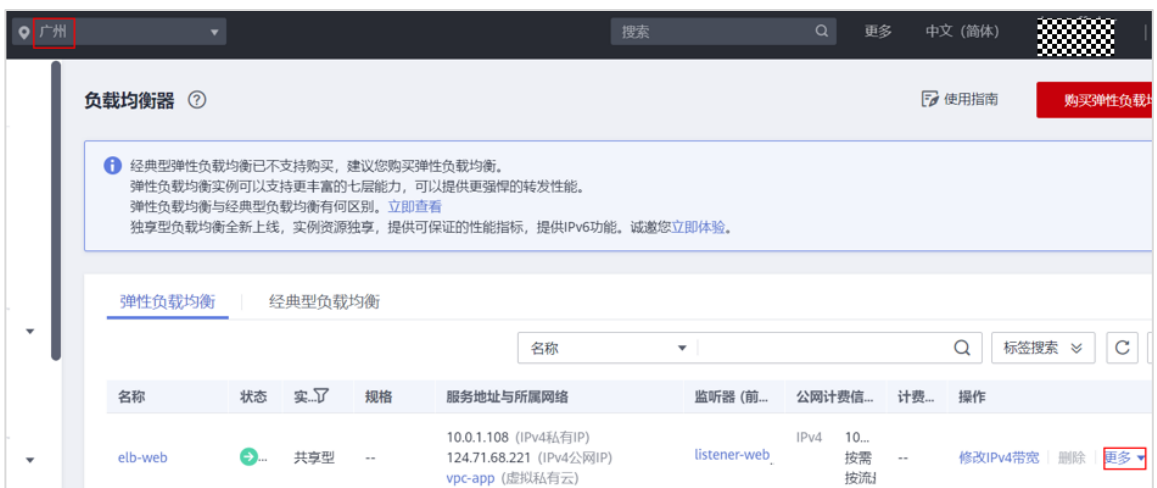 广州 搜索 更多 中文 (简体)
负载均衡器 使用指南 购买弹性负载均
经典型弹性负载均衡已不支持购买，建议您购买弹性负载均衡。
弹性负载均衡实例可以支持更丰富的七层能力，可以提供更强悍的转发性能。
弹性负载均衡与经典型负载均衡有何区别。立即查看
独享型负载均衡全新上线，实例资源独享，提供可保证的性能指标，提供IPv6功能。诚邀您立即体验。
弹性负载均衡 经典型负载均衡
名称 标签搜索
名称 状态 实... 规格 服务地址与所属网络 监听器 (前... 公网计费信... 计费... 操作
10.0.1.108 (IPv4私有IP) IPv4 10...
elb-web ... 共享型 -- 124.71.68.221 (IPv4公网IP) listener-web 按需 -- 修改IPv4带宽 删除 更多
vpc-app (虚拟私有云) 按流